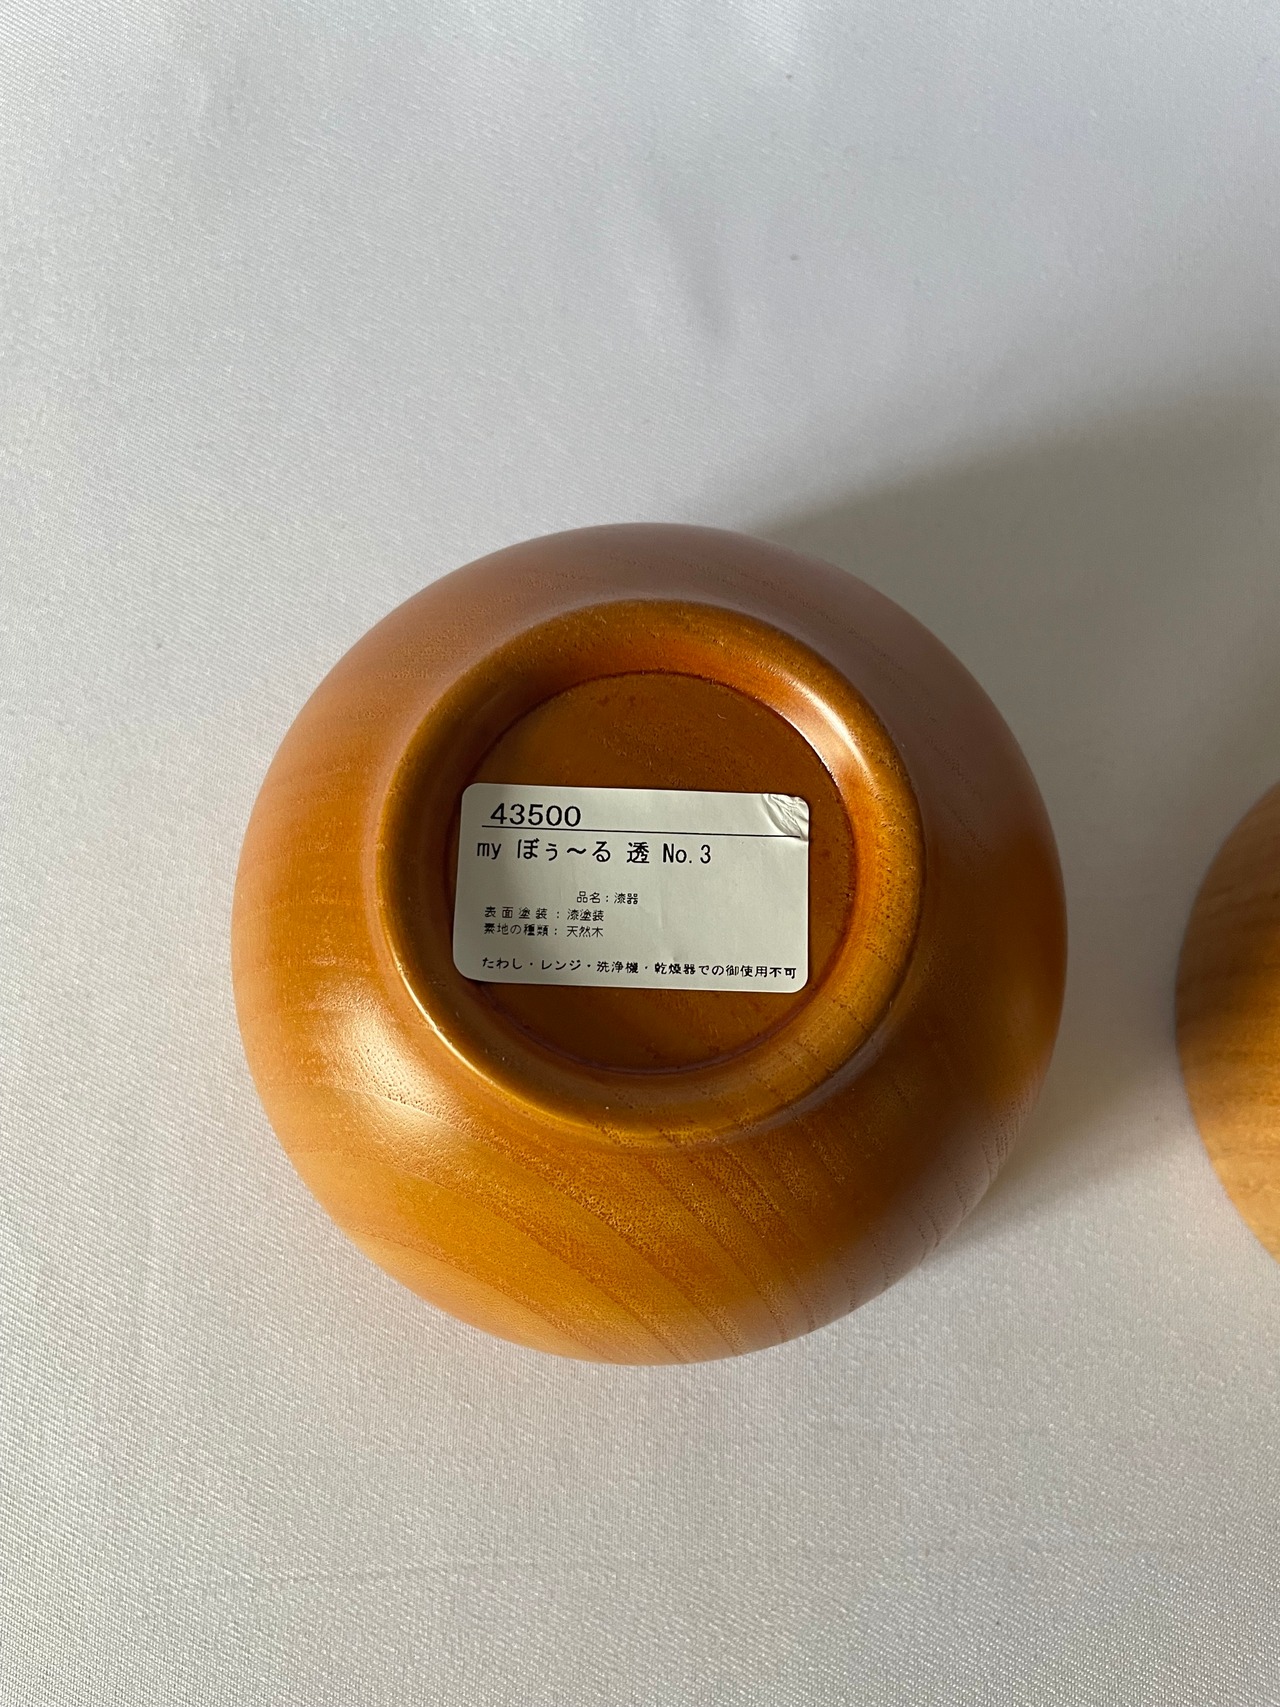 43500
my ぼぅ〜る 透 No.3
品名：漆器
表面塗装：漆塗装
素地の種類：天然木
たわし・レンジ・洗浄機・乾燥器での御使用不可